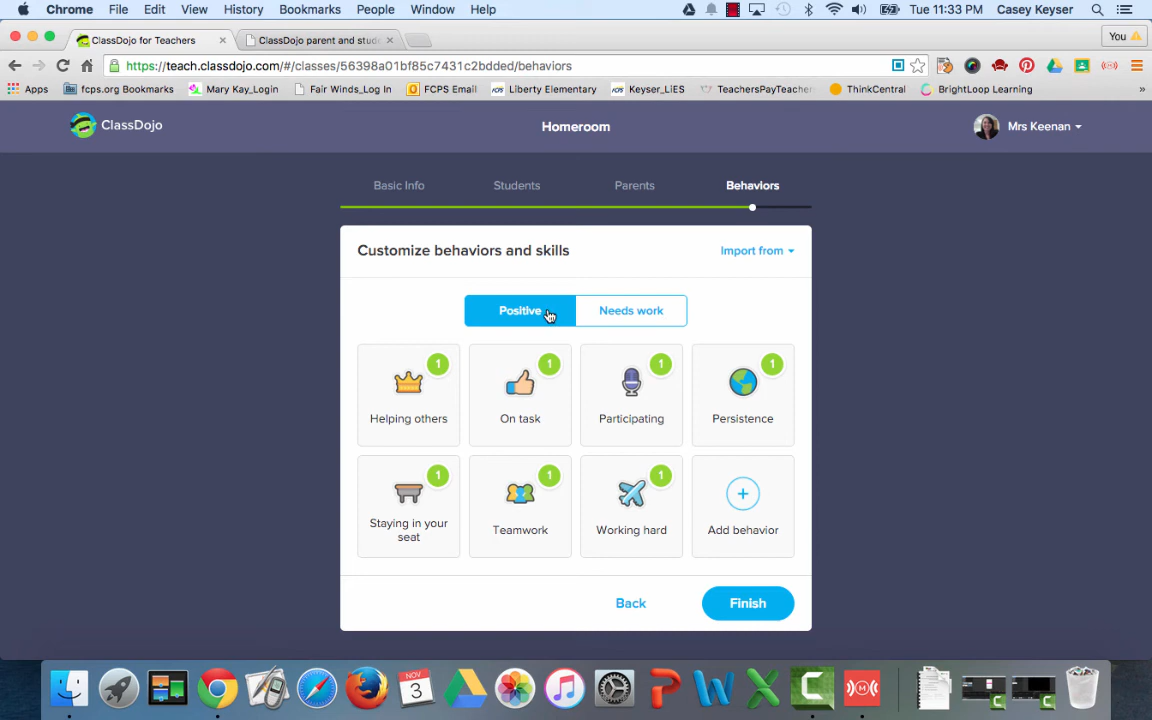 Chrome File Edit View History Bookmarks People Window Help Tue 11:33 PM Casey Keyser
ClassDojo for Teachers × ClassDojo parent and stud × You
https://teach.classdojo.com/#/classes/56398a01bf85c7431c2bdded/behaviors
Apps fcps.org Bookmarks Mary Kay_Login Fair Winds_Log In FCPS Email Liberty Elementary Keyser_LiES TeachersPayTeacher ThinkCentral BrightLoop Learning »
ClassDojo Homeroom Mrs Keenan
Basic Info Students Parents Behaviors
Customize behaviors and skills Import from
Positive Needs work
1 1 1 1
Helping others On task Participating Persistence
1 1 1
Staying in your seat Teamwork Working hard Add behavior
Back Finish
NOV
3